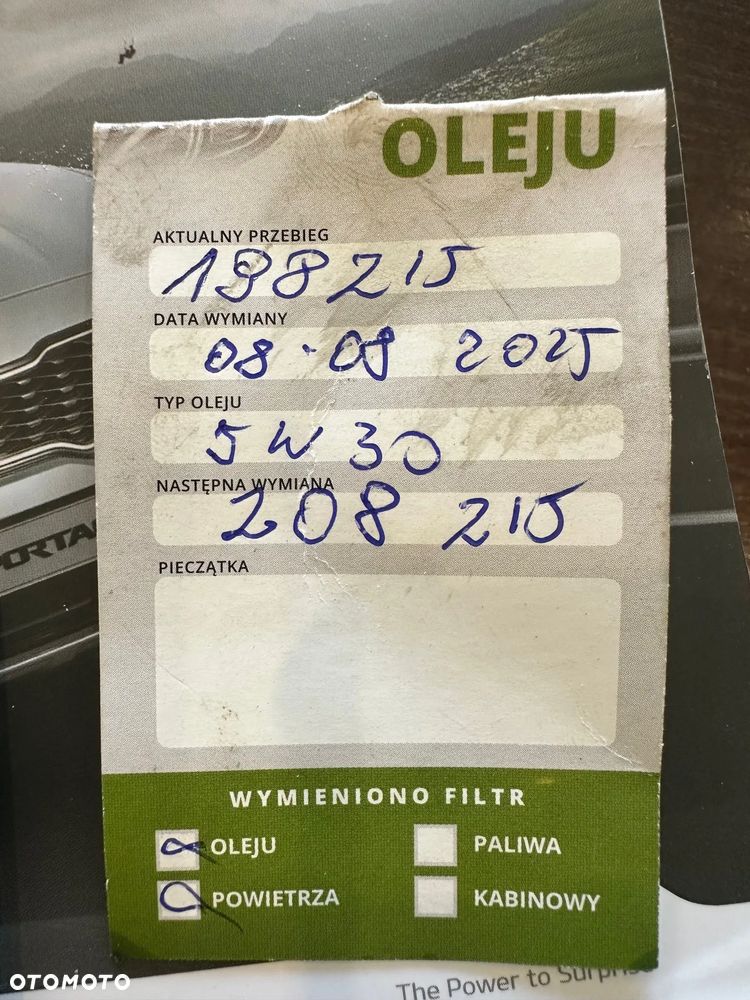 OLEJU
AKTUALNY PRZEBIEG
198215
DATA WYMIANY
08.08 2025
TYP OLEJU
5W30
NASTĘPNA WYMIANA
208 215
PIECZĄTKA
WYMIENIONO FILTR
OLEJU
PALIWA
POWIETRZA
KABINOWY
The Power to Surprise
OTOMOTO